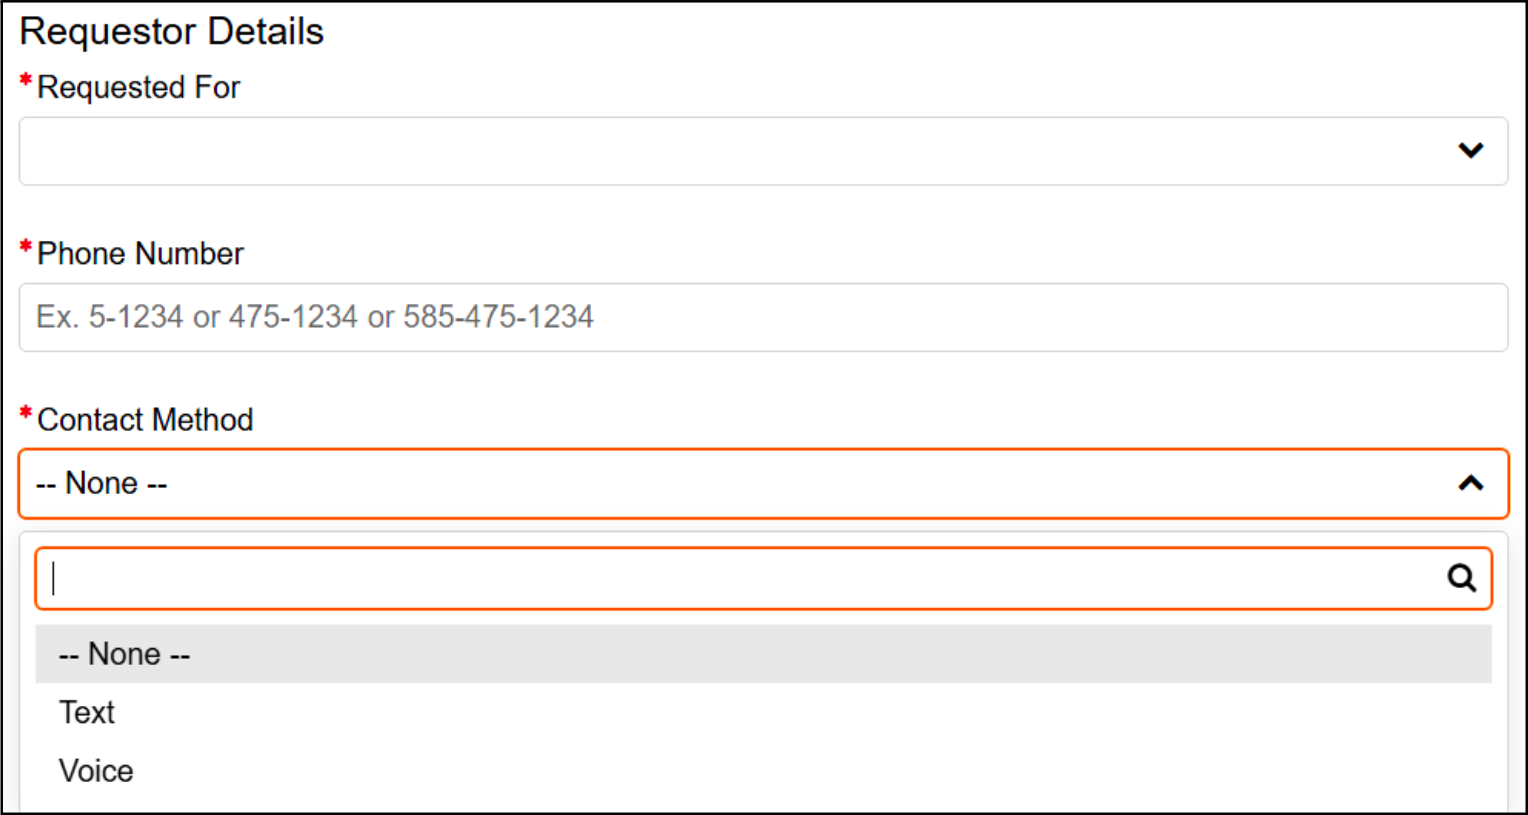 Requestor Details
*Requested For
*Phone Number
Ex. 5-1234 or 475-1234 or 585-475-1234
*Contact Method
-- None --
-- None --
Text
Voice